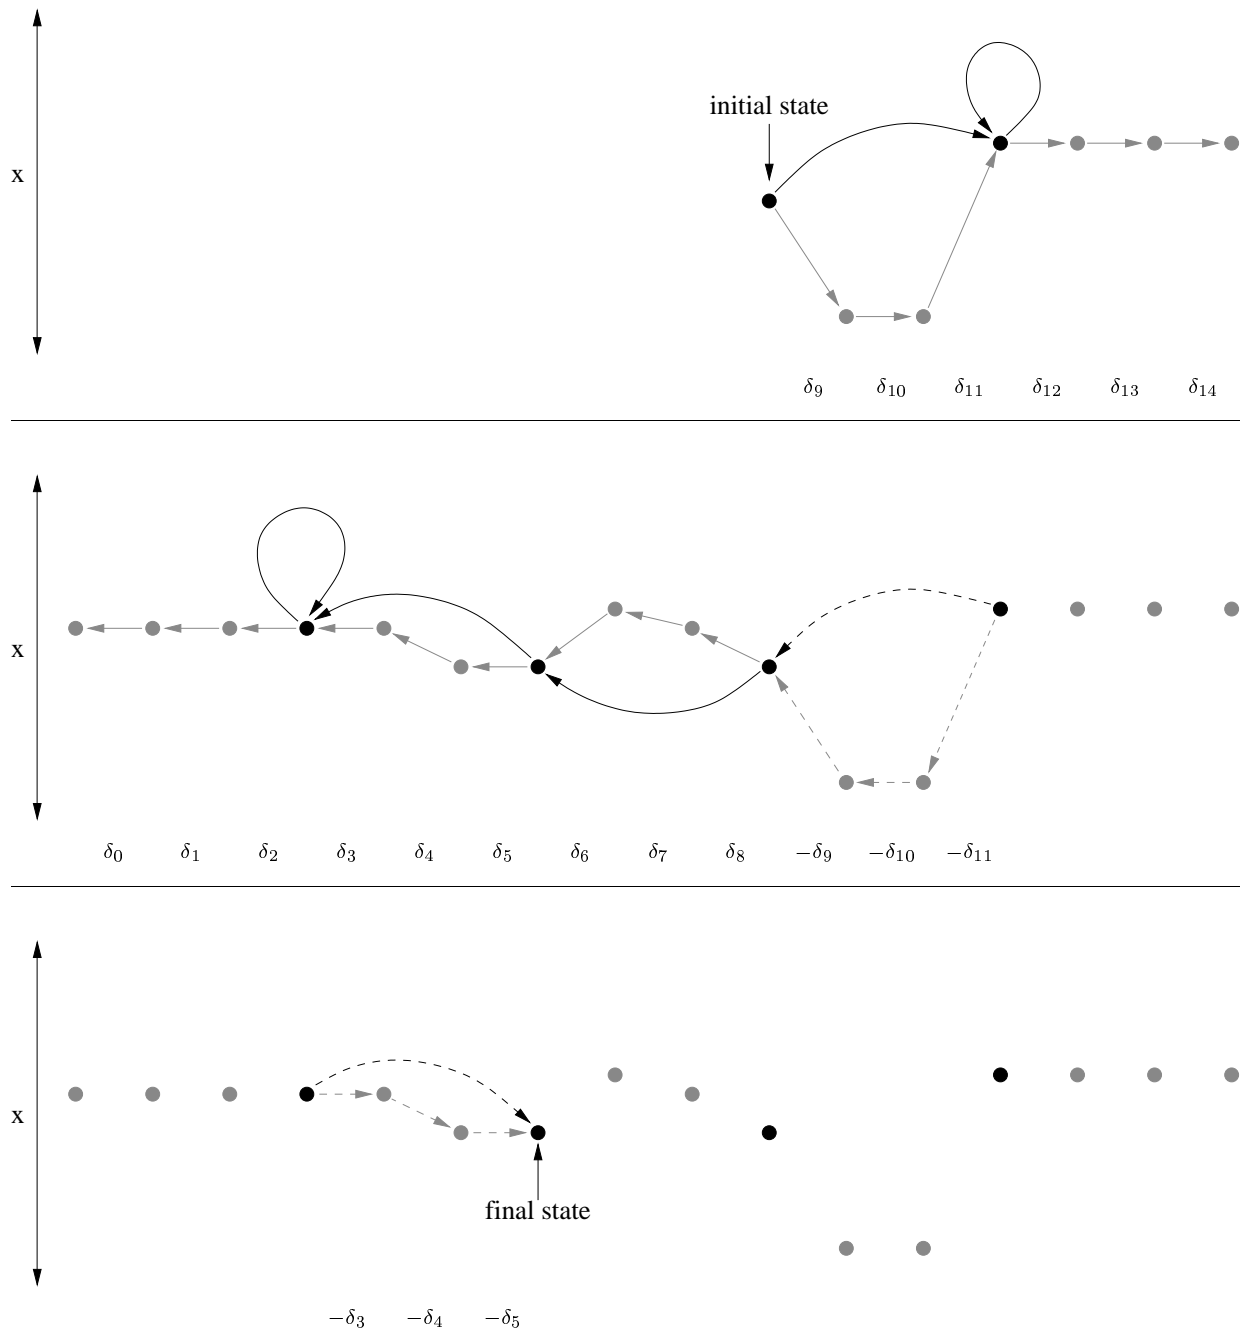 initial state
x
δ9 δ10 δ11 δ12 δ13 δ14
x
δ0 δ1 δ2 δ3 δ4 δ5 δ6 δ7 δ8 −δ9 −δ10 −δ11
x
final state
−δ3 −δ4 −δ5